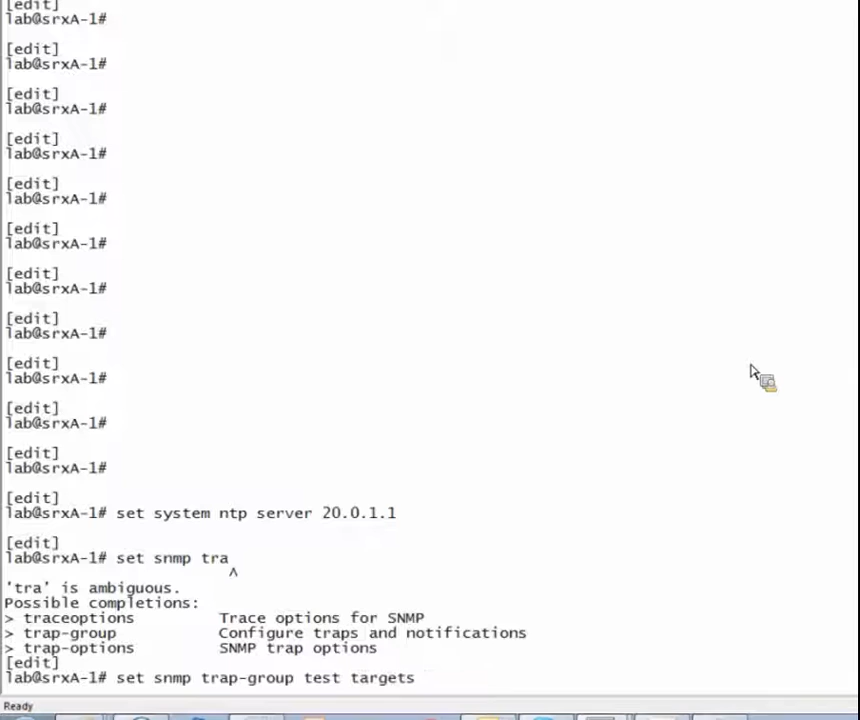 [edit]
lab@srxA-1#
[edit]
lab@srxA-1#
[edit]
lab@srxA-1#
[edit]
lab@srxA-1#
[edit]
lab@srxA-1#
[edit]
lab@srxA-1#
[edit]
lab@srxA-1#
[edit]
lab@srxA-1#
[edit]
lab@srxA-1#
[edit]
lab@srxA-1#
[edit]
lab@srxA-1#
[edit]
lab@srxA-1# set system ntp server 20.0.1.1
[edit]
lab@srxA-1# set snmp tra
^
'tra' is ambiguous.
Possible completions:
> traceoptions Trace options for SNMP
> trap-group Configure traps and notifications
> trap-options SNMP trap options
[edit]
lab@srxA-1# set snmp trap-group test targets
Ready